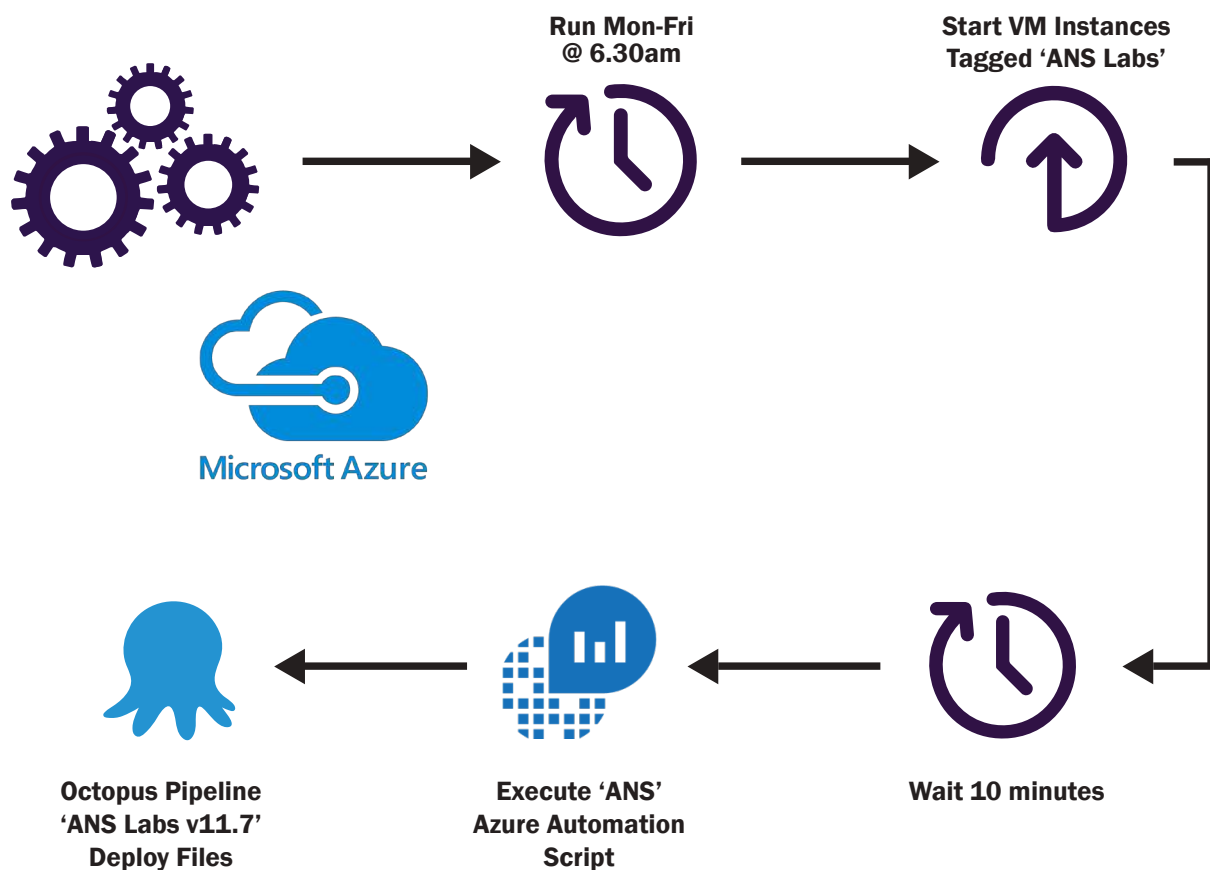 Run Mon-Fri
@ 6.30am
Start VM Instances
Tagged ‘ANS Labs’
Microsoft Azure
Octopus Pipeline
‘ANS Labs v11.7’
Deploy Files
Execute ‘ANS’
Azure Automation
Script
Wait 10 minutes